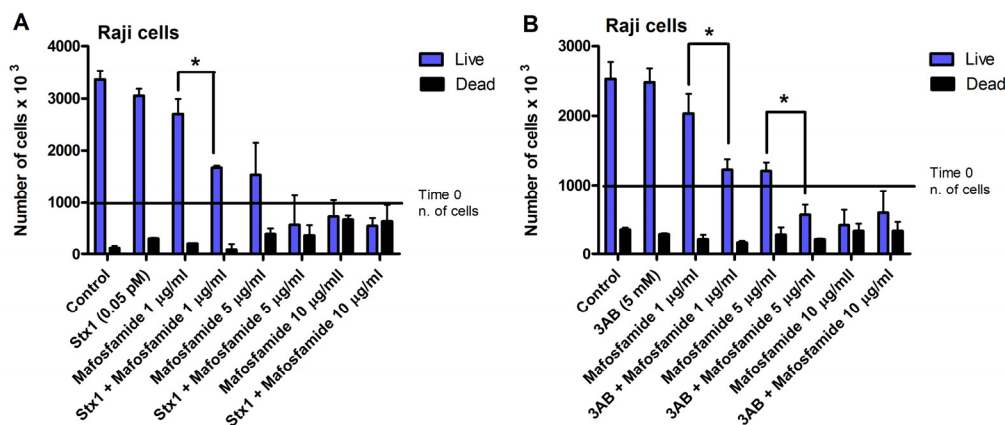 A
Raji cells
Number of cells x 10 3
4000
3000
2000
1000
0
*
Live
Dead
Time 0
n. of cells
Control
Stx1 (0.05 pM)
Mafosfamide 1 µg/ml
Stx1 + Mafosfamide 1 µg/ml
Mafosfamide 5 µg/ml
Stx1 + Mafosfamide 5 µg/ml
Mafosfamide 10 µg/mll
Stx1 + Mafosfamide 10 µg/ml
B
Raji cells
Number of cells x 10 3
3000
2000
1000
0
*
*
Live
Dead
Time 0
n. of cells
Control
3AB (5 mM)
Mafosfamide 1 µg/ml
3AB + Mafosfamide 1 µg/ml
Mafosfamide 5 µg/ml
3AB + Mafosfamide 5 µg/ml
Mafosfamide 10 µg/mll
3AB + Mafosfamide 10 µg/ml